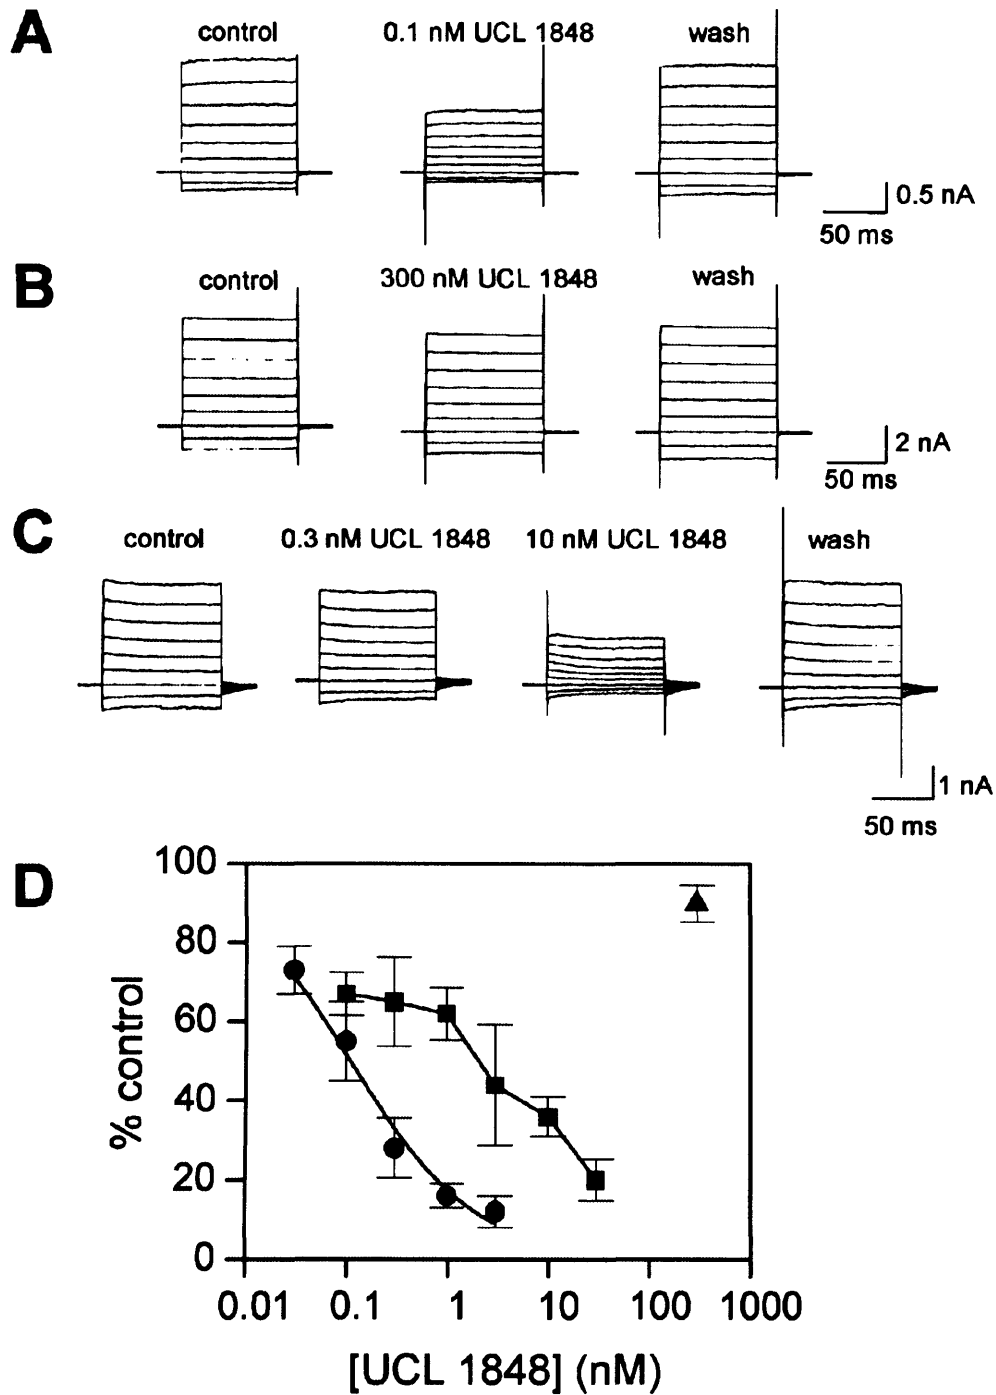 A
control 0.1 nM UCL 1848 wash
0.5 nA
50 ms
B
control 300 nM UCL 1848 wash
2 nA
50 ms
C
control 0.3 nM UCL 1848 10 nM UCL 1848 wash
1 nA
50 ms
D
100
80
60
40
20
0
% control
0.01 0.1 1 10 100 1000
[UCL 1848] (nM)